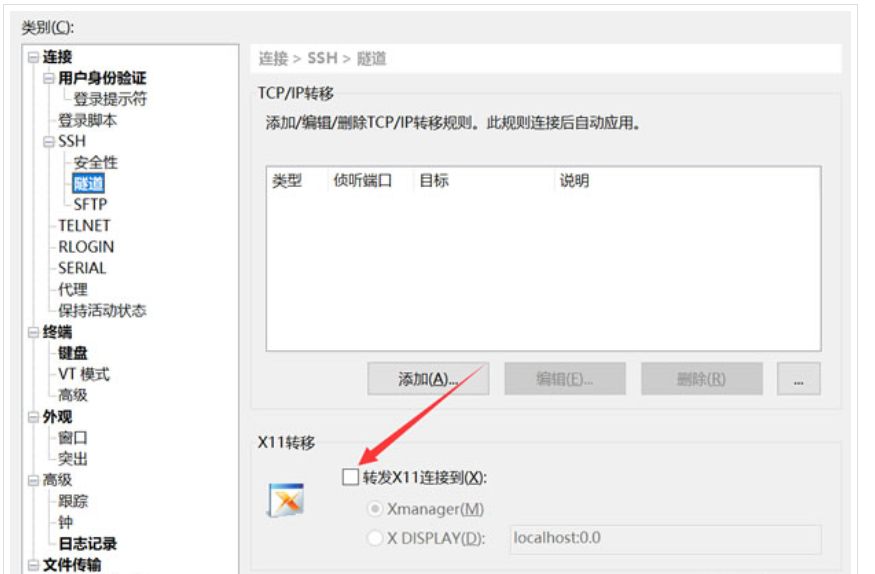 类别(C):
连接
用户身份验证
登录提示符
登录脚本
SSH
安全性
隧道
SFTP
TELNET
RLOGIN
SERIAL
代理
保持活动状态
终端
键盘
VT 模式
高级
外观
窗口
突出
高级
跟踪
钟
日志记录
文件传输
连接 > SSH > 隧道
TCP/IP转移
添加/编辑/删除TCP/IP转移规则。此规则连接后自动应用。
类型 侦听端口 目标 说明
添加(A)... 编辑(E)... 删除(R) ...
X11转移
转发X11连接到(X):
Xmanager(M)
X DISPLAY(D): localhost:0.0